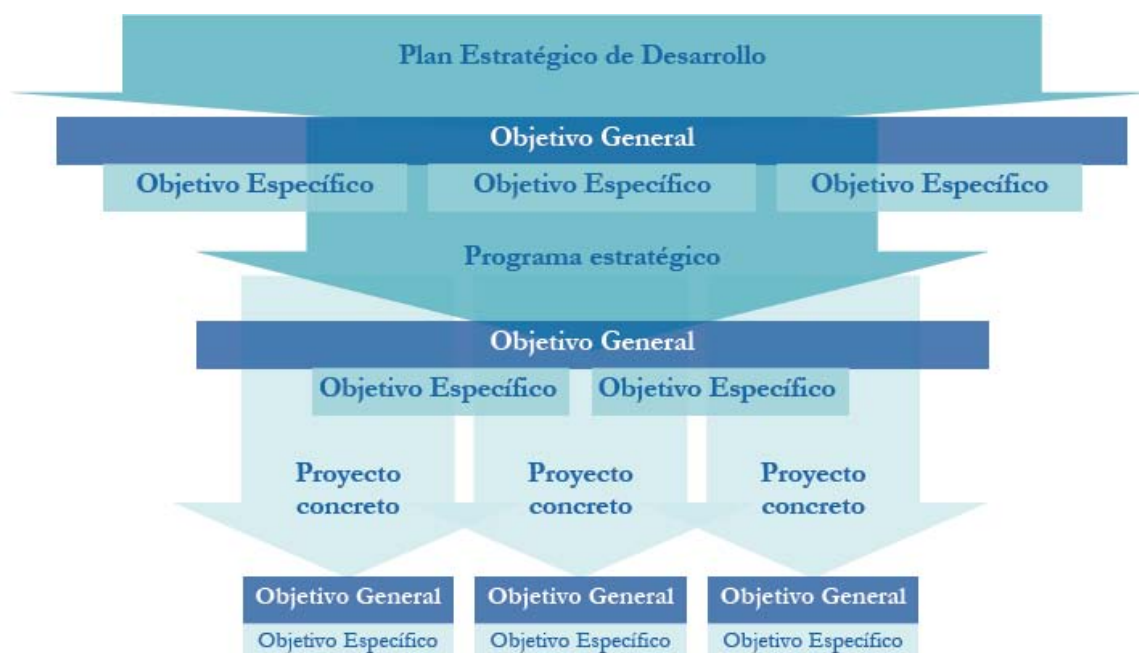 Plan Estratégico de Desarrollo
Objetivo General
Objetivo Específico
Objetivo Específico
Objetivo Específico
Programa estratégico
Objetivo General
Objetivo Específico
Objetivo Específico
Proyecto
concreto
Proyecto
concreto
Proyecto
concreto
Objetivo General
Objetivo General
Objetivo General
Objetivo Específico
Objetivo Específico
Objetivo Específico